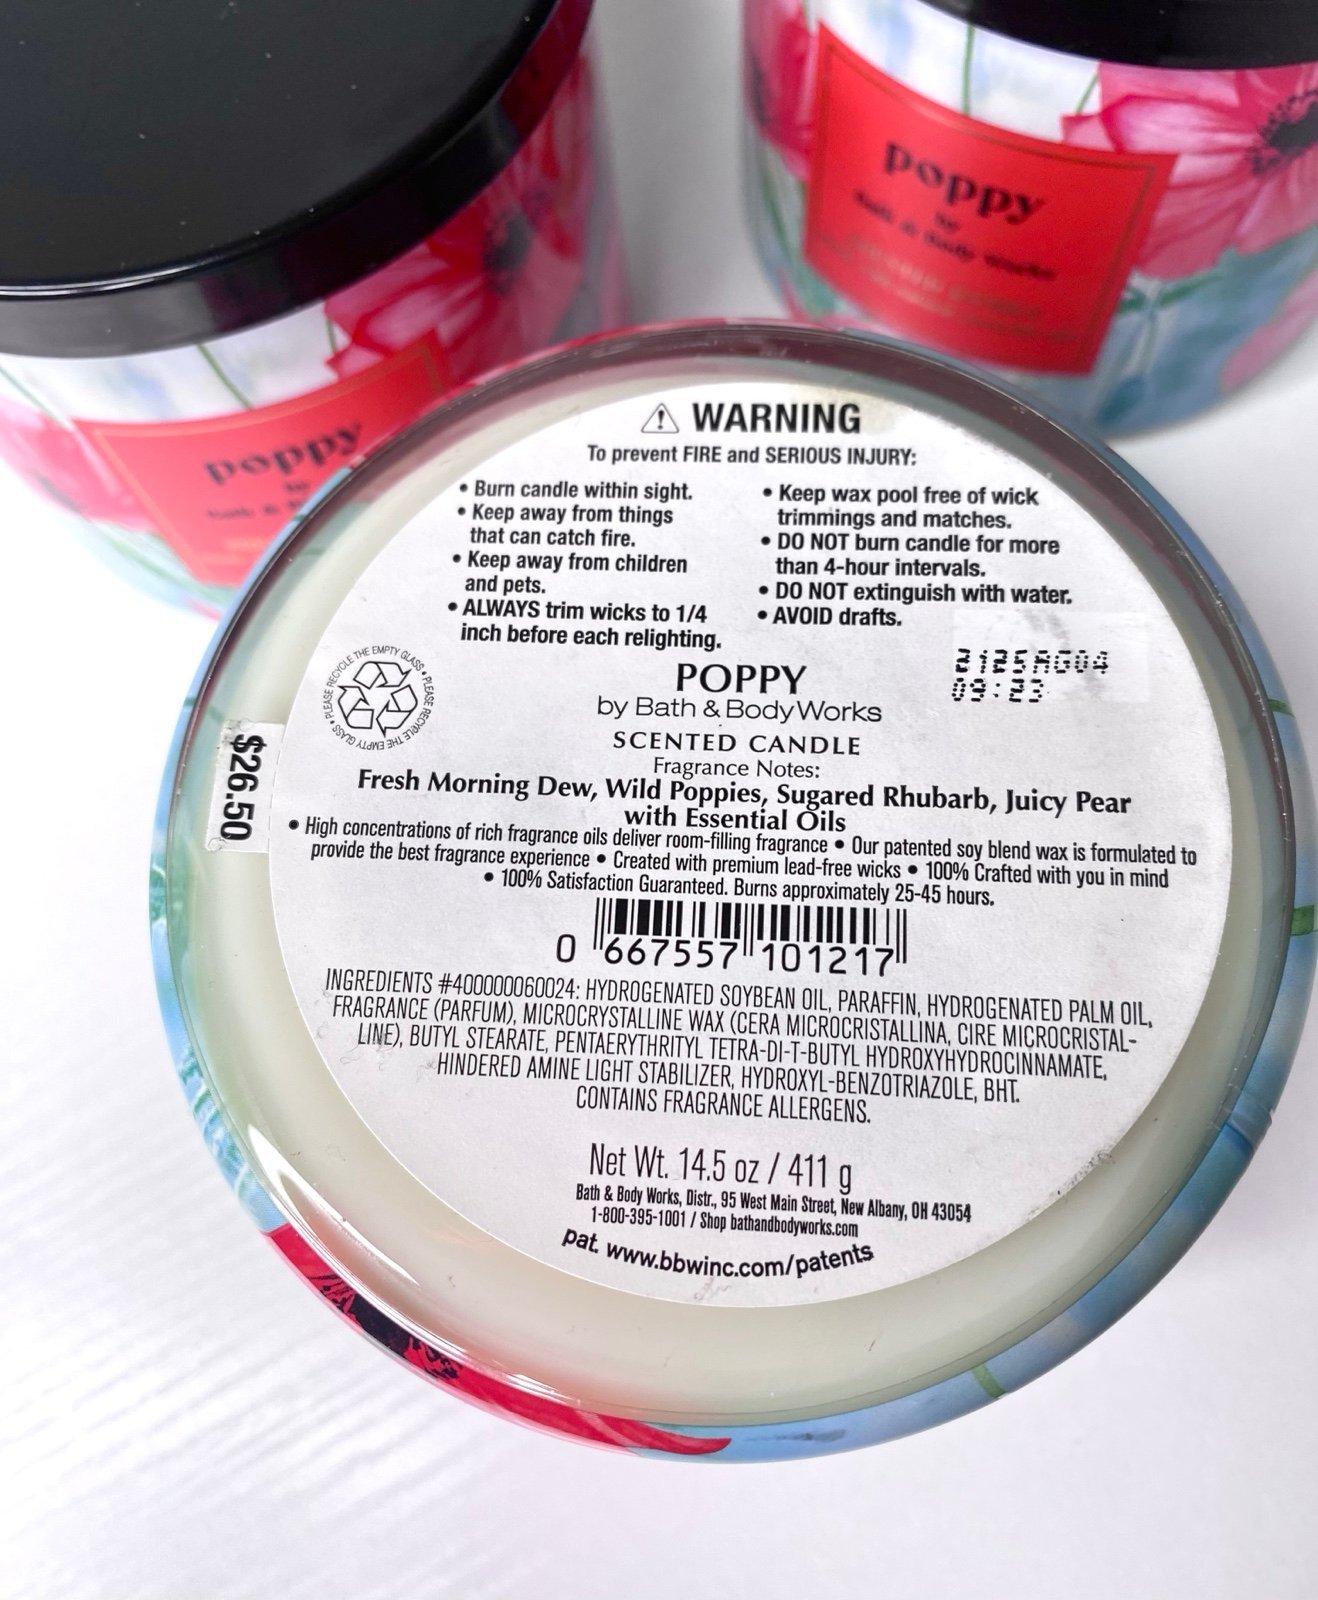 poppy
by
Bath & Body Works
poppy
by
WARNING
To prevent FIRE and SERIOUS INJURY:
• Burn candle within sight.
• Keep away from things
that can catch fire.
• Keep away from children
and pets.
• ALWAYS trim wicks to 1/4
inch before each relighting.
• Keep wax pool free of wick
trimmings and matches.
• DO NOT burn candle for more
than 4-hour intervals.
• DO NOT extinguish with water.
• AVOID drafts.
2125AG04
09:23
PLEASE RECYCLE THE EMPTY GLASS • PLEASE RECYCLE THE EMPTY GLASS •
$26.50
POPPY
by Bath & Body Works
SCENTED CANDLE
Fragrance Notes:
Fresh Morning Dew, Wild Poppies, Sugared Rhubarb, Juicy Pear
with Essential Oils
• High concentrations of rich fragrance oils deliver room-filling fragrance • Our patented soy blend wax is formulated to
provide the best fragrance experience • Created with premium lead-free wicks • 100% Crafted with you in mind
• 100% Satisfaction Guaranteed. Burns approximately 25-45 hours.
0 667557 101217
INGREDIENTS #400000060024: HYDROGENATED SOYBEAN OIL, PARAFFIN, HYDROGENATED PALM OIL,
FRAGRANCE (PARFUM), MICROCRYSTALLINE WAX (CERA MICROCRISTALLINA, CIRE MICROCRISTAL-
LINE), BUTYL STEARATE, PENTAERYTHRITYL TETRA-DI-T-BUTYL HYDROXYHYDROCINNAMATE,
HINDERED AMINE LIGHT STABILIZER, HYDROXYL-BENZOTRIAZOLE, BHT.
CONTAINS FRAGRANCE ALLERGENS.
Net Wt. 14.5 oz / 411 g
Bath & Body Works, Distr., 95 West Main Street, New Albany, OH 43054
1-800-395-1001 / Shop bathandbodyworks.com
pat. www.bbwinc.com/patents